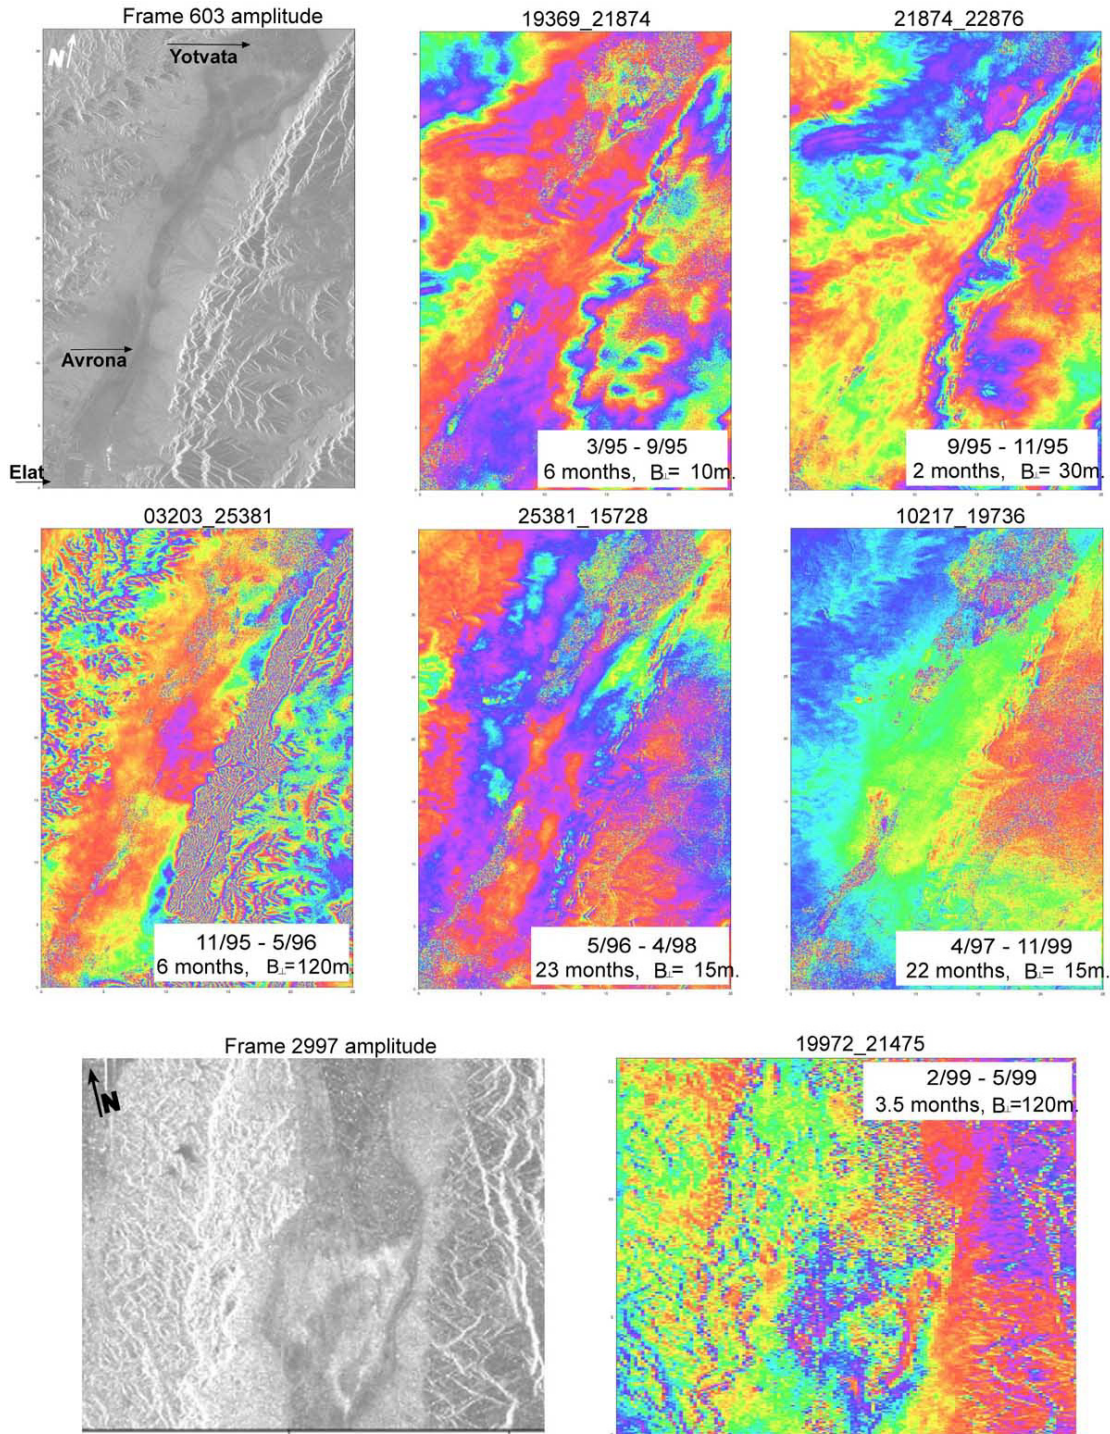 Frame 603 amplitude
19369_21874
21874_22876
N
Yotvata
Avrona
Elat
3/95 - 9/95
6 months, B⊥= 10m.
9/95 - 11/95
2 months, B⊥= 30m.
03203_25381
25381_15728
10217_19736
11/95 - 5/96
6 months, B⊥=120m.
5/96 - 4/98
23 months, B⊥= 15m.
4/97 - 11/99
22 months, B⊥= 15m.
Frame 2997 amplitude
19972_21475
N
2/99 - 5/99
3.5 months, B⊥=120m.